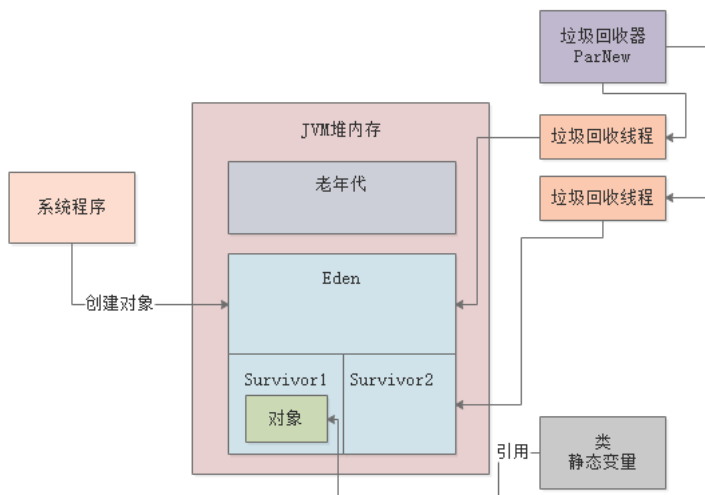 垃圾回收器
ParNew
JVM堆内存
垃圾回收线程
老年代
系统程序
垃圾回收线程
Eden
创建对象
Survivor1
Survivor2
对象
引用
类
静态变量